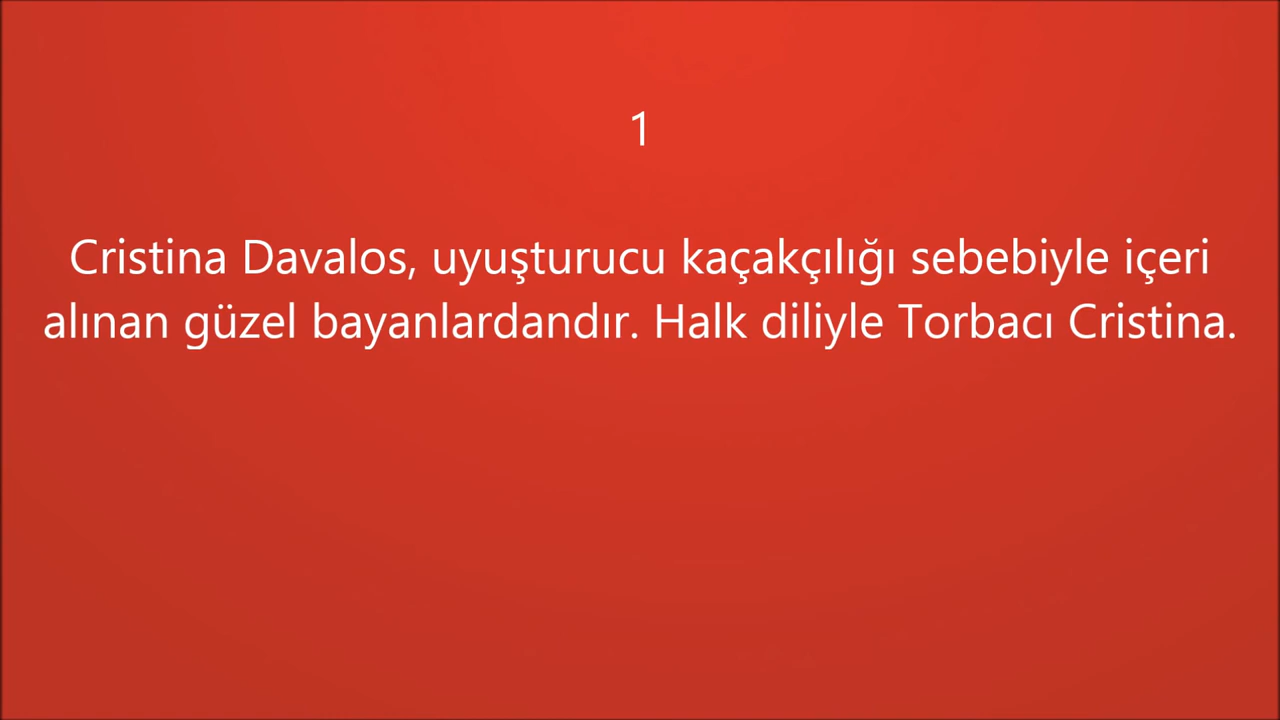 1
Cristina Davalos, uyuşturucu kaçakçılığı sebebiyle içeri
alınan güzel bayanlardandır. Halk diliyle Torbacı Cristina.